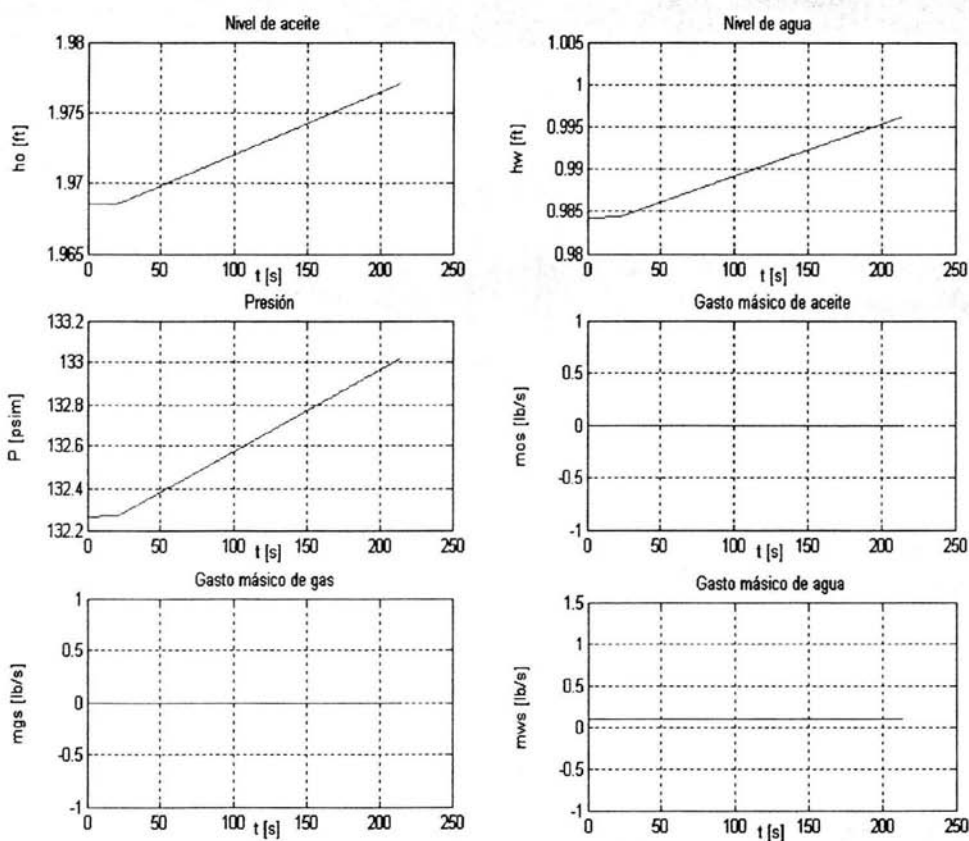 Nivel de aceite
1.98
1.975
1.97
1.965
ho [ft]
0 50 100 150 200 250
t [s]
Nivel de agua
1.005
1
0.995
0.99
0.985
0.98
hw [ft]
0 50 100 150 200 250
t [s]
Presión
133.2
133
132.8
132.6
132.4
132.2
P [psim]
0 50 100 150 200 250
t [s]
Gasto másico de aceite
1
0.5
0
-0.5
-1
mos [lb/s]
0 50 100 150 200 250
t [s]
Gasto másico de gas
1
0.5
0
-0.5
-1
mgs [lb/s]
0 50 100 150 200 250
t [s]
Gasto másico de agua
1.5
1
0.5
0
-0.5
-1
mws [lb/s]
0 50 100 150 200 250
t [s]